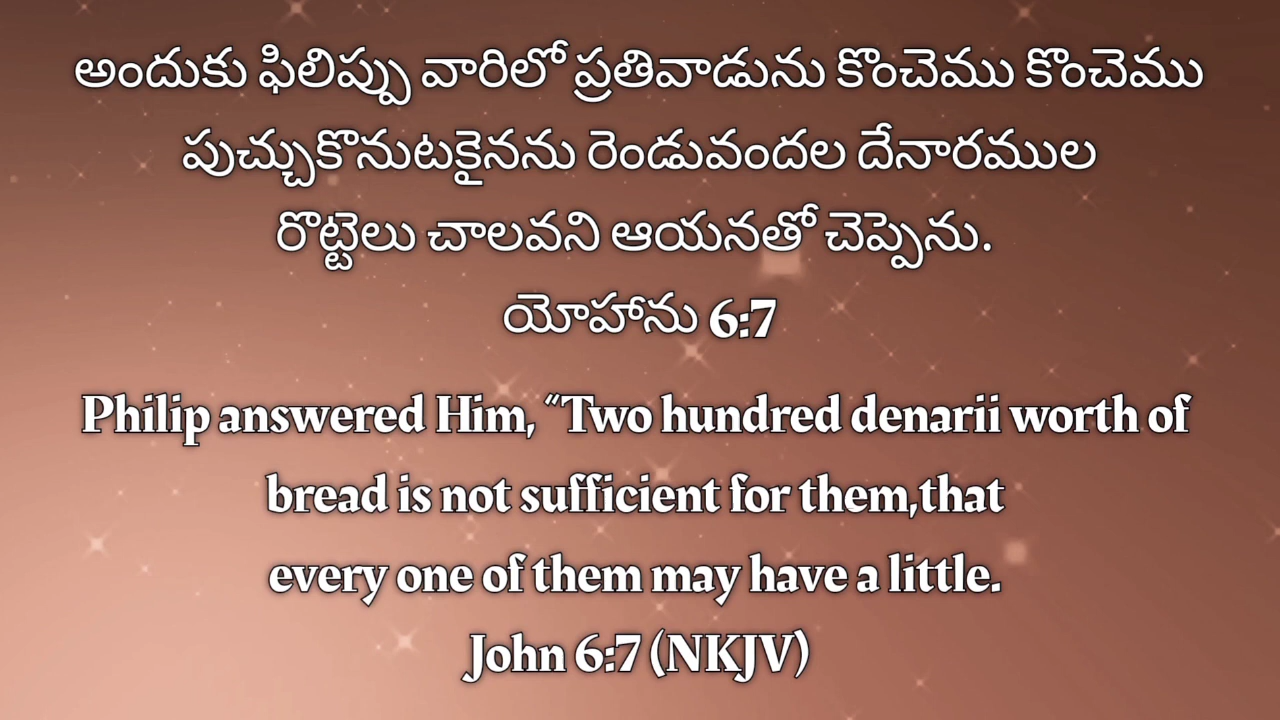 అందుకు ఫిలిప్పు వారిలో ప్రతివాడును కొంచెము కొంచెము
పుచ్చుకొనుటకైనను రెండువందల దేనారముల
రొట్టెలు చాలవని ఆయనతో చెప్పెను.
యోహాను 6:7
Philip answered Him, “Two hundred denarii worth of
bread is not sufficient for them,that
every one of them may have a little.
John 6:7 (NKJV)